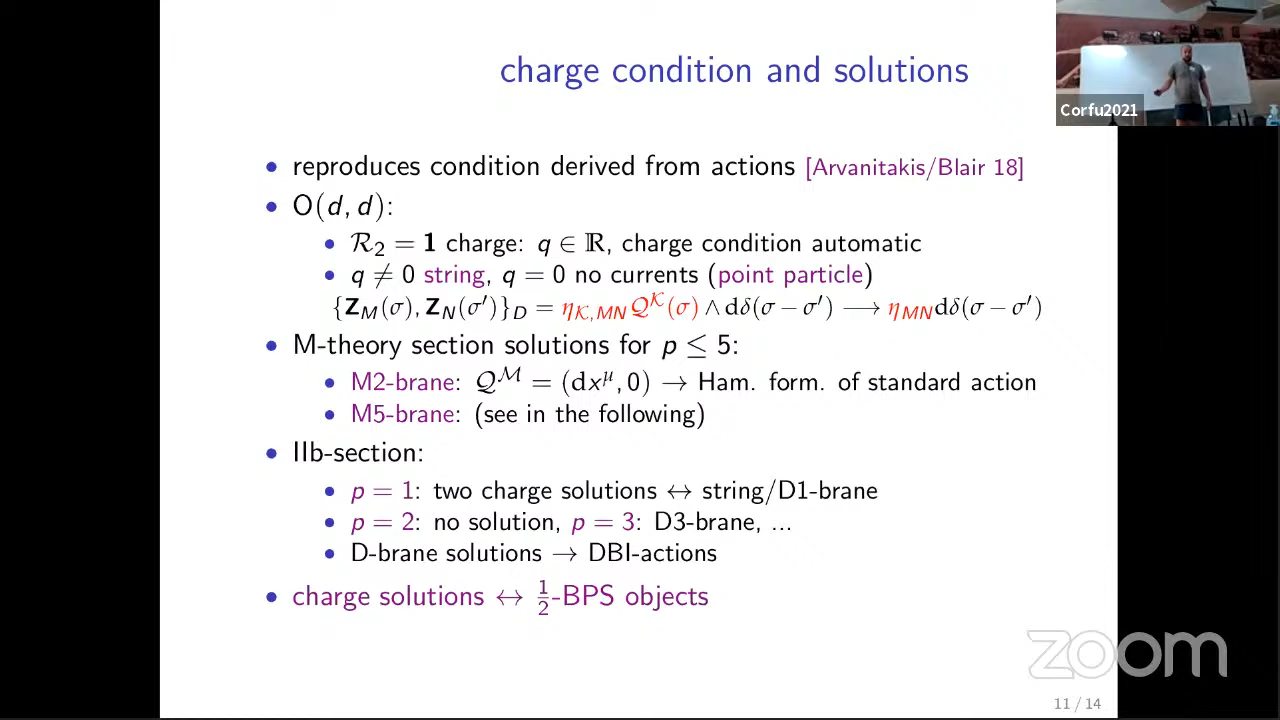 charge condition and solutions
Corfu2021
• reproduces condition derived from actions [Arvanitakis/Blair 18]
• O(d, d):
• ℛ₂ = 𝟏 charge: q ∈ ℝ, charge condition automatic
• q ≠ 0 string, q = 0 no currents (point particle)
{𝐙_M(σ), 𝐙_N(σ′)}_D = η_{𝒦,MN} 𝒬^𝒦(σ) ∧ dδ(σ − σ′) ⟶ η_{MN}dδ(σ − σ′)
• M-theory section solutions for p ≤ 5:
• M2-brane: 𝒬^ℳ = (dx^μ, 0) → Ham. form. of standard action
• M5-brane: (see in the following)
• IIb-section:
• p = 1: two charge solutions ↔ string/D1-brane
• p = 2: no solution, p = 3: D3-brane, ...
• D-brane solutions → DBI-actions
• charge solutions ↔ ½-BPS objects
zoom
11 / 14